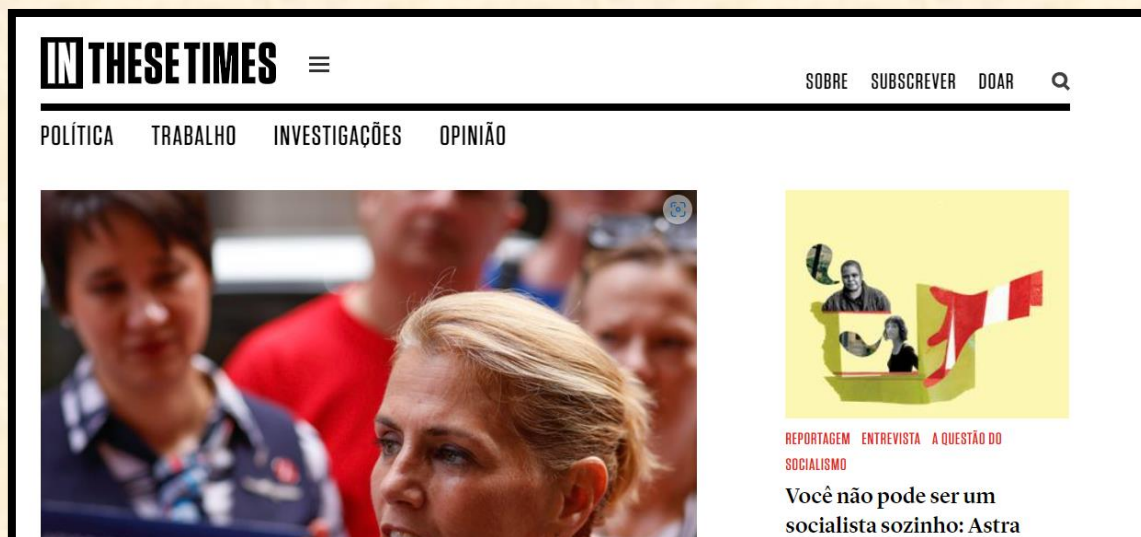 IN THESE TIMES
SOBRE SUBSCREVER DOAR
POLÍTICA TRABALHO INVESTIGAÇÕES OPINIÃO
REPORTAGEM ENTREVISTA A QUESTÃO DO
SOCIALISMO
Você não pode ser um
socialista sozinho: Astra